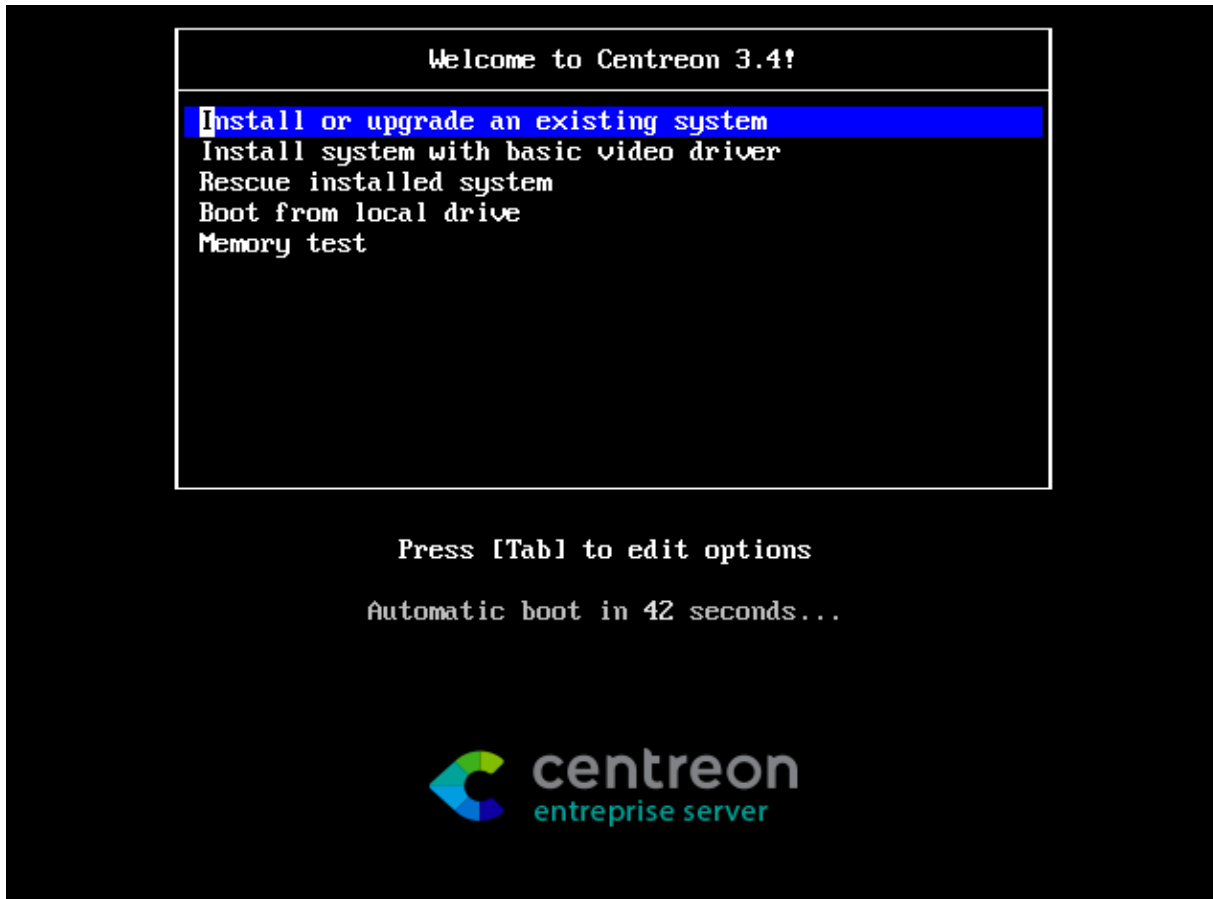 Welcome to Centreon 3.4!
Install or upgrade an existing system
Install system with basic video driver
Rescue installed system
Boot from local drive
Memory test
Press [Tab] to edit options
Automatic boot in 42 seconds...
centreon
entreprise server